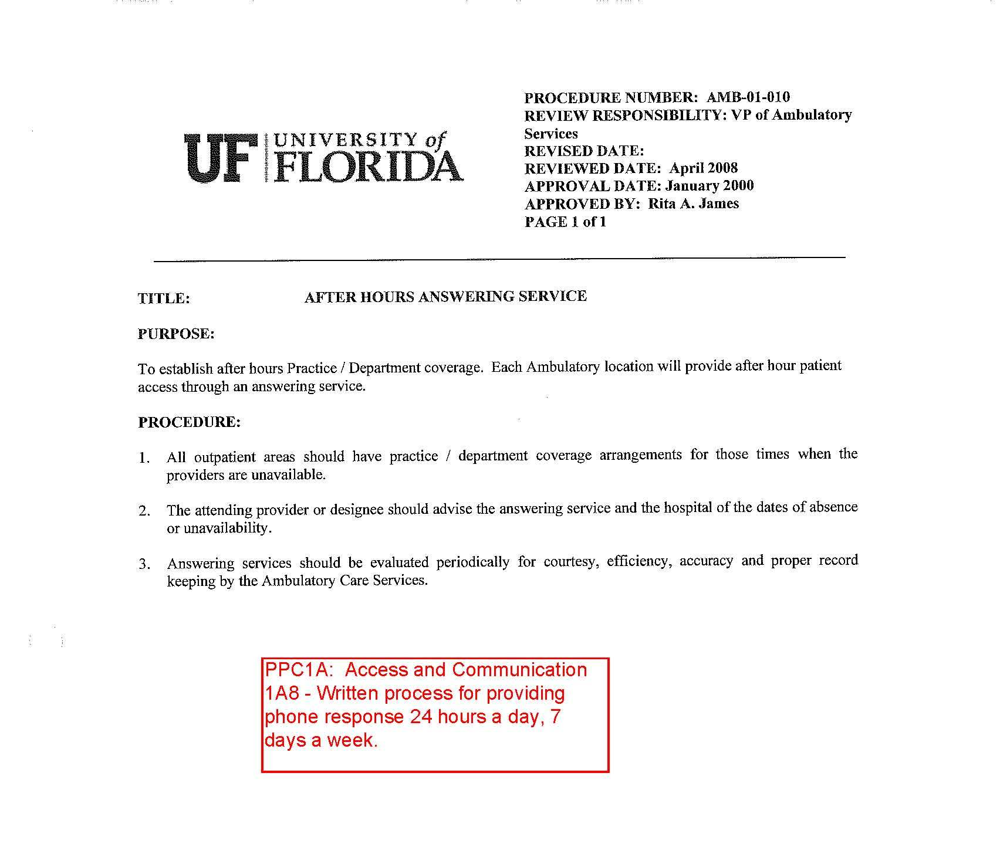 UF UNIVERSITY of
FLORIDA
PROCEDURE NUMBER: AMB-01-010
REVIEW RESPONSIBILITY: VP of Ambulatory
Services
REVISED DATE:
REVIEWED DATE: April 2008
APPROVAL DATE: January 2000
APPROVED BY: Rita A. James
PAGE 1 of 1
TITLE: AFTER HOURS ANSWERING SERVICE
PURPOSE:
To establish after hours Practice / Department coverage. Each Ambulatory location will provide after hour patient
access through an answering service.
PROCEDURE:
1. All outpatient areas should have practice / department coverage arrangements for those times when the
providers are unavailable.
2. The attending provider or designee should advise the answering service and the hospital of the dates of absence
or unavailability.
3. Answering services should be evaluated periodically for courtesy, efficiency, accuracy and proper record
keeping by the Ambulatory Care Services.
PPC1A: Access and Communication
1A8 - Written process for providing
phone response 24 hours a day, 7
days a week.